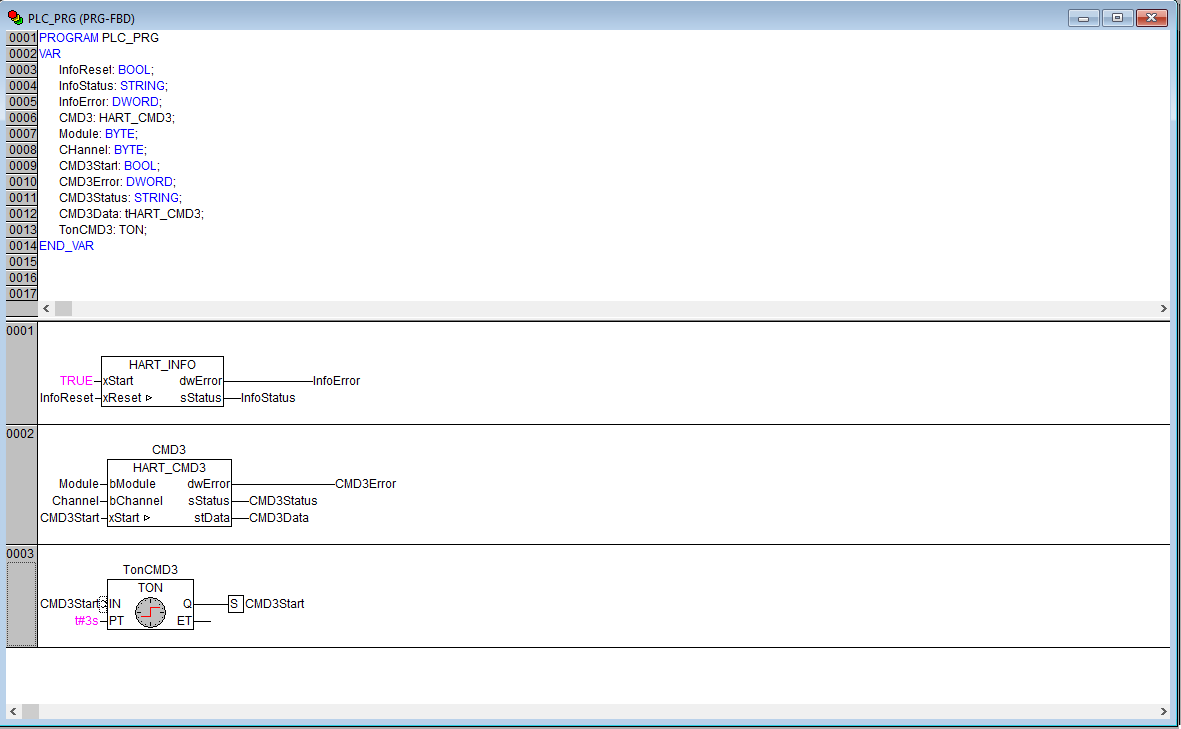 PLC_PRG (PRG-FBD)
0001 PROGRAM PLC_PRG
0002 VAR
0003 InfoReset: BOOL;
0004 InfoStatus: STRING;
0005 InfoError: DWORD;
0006 CMD3: HART_CMD3;
0007 Module: BYTE;
0008 CHannel: BYTE;
0009 CMD3Start: BOOL;
0010 CMD3Error: DWORD;
0011 CMD3Status: STRING;
0012 CMD3Data: tHART_CMD3;
0013 TonCMD3: TON;
0014 END_VAR
0015
0016
0017
0001
HART_INFO
TRUE xStart dwError InfoError
InfoReset xReset sStatus InfoStatus
0002
CMD3
HART_CMD3
Module bModule dwError CMD3Error
Channel bChannel sStatus CMD3Status
CMD3Start xStart stData CMD3Data
0003
TonCMD3
TON
CMD3Start IN Q S CMD3Start
t#3s PT ET